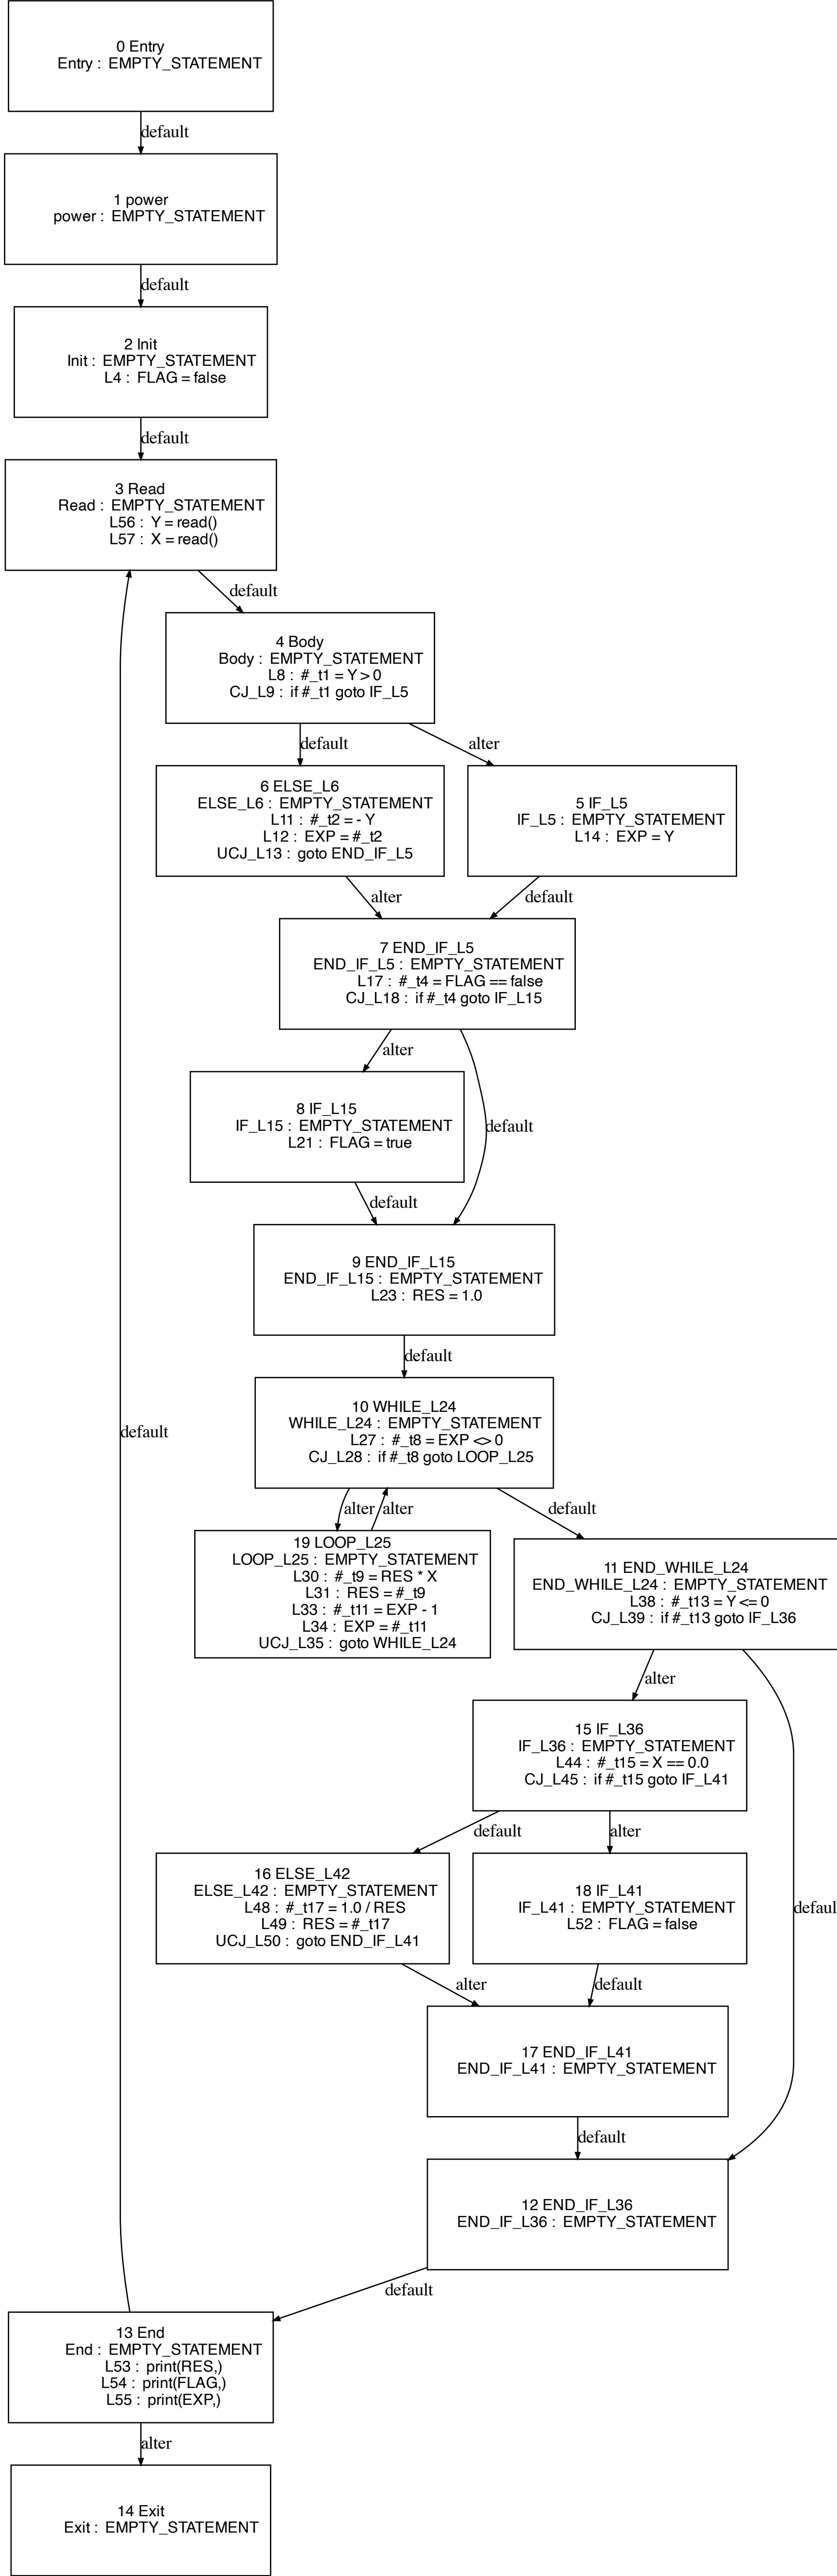 0 Entry
Entry : EMPTY_STATEMENT
default
1 power
power : EMPTY_STATEMENT
default
2 Init
Init : EMPTY_STATEMENT
L4 : FLAG = false
default
3 Read
Read : EMPTY_STATEMENT
L56 : Y = read()
L57 : X = read()
default
4 Body
Body : EMPTY_STATEMENT
L8 : #_t1 = Y > 0
CJ_L9 : if #_t1 goto IF_L5
default
alter
6 ELSE_L6
ELSE_L6 : EMPTY_STATEMENT
L11 : #_t2 = - Y
L12 : EXP = #_t2
UCJ_L13 : goto END_IF_L5
5 IF_L5
IF_L5 : EMPTY_STATEMENT
L14 : EXP = Y
alter
default
7 END_IF_L5
END_IF_L5 : EMPTY_STATEMENT
L17 : #_t4 = FLAG == false
CJ_L18 : if #_t4 goto IF_L15
alter
8 IF_L15
IF_L15 : EMPTY_STATEMENT
L21 : FLAG = true
default
default
9 END_IF_L15
END_IF_L15 : EMPTY_STATEMENT
L23 : RES = 1.0
default
10 WHILE_L24
WHILE_L24 : EMPTY_STATEMENT
L27 : #_t8 = EXP <> 0
CJ_L28 : if #_t8 goto LOOP_L25
default
alter
alter
default
19 LOOP_L25
LOOP_L25 : EMPTY_STATEMENT
L30 : #_t9 = RES * X
L31 : RES = #_t9
L33 : #_t11 = EXP - 1
L34 : EXP = #_t11
UCJ_L35 : goto WHILE_L24
11 END_WHILE_L24
END_WHILE_L24 : EMPTY_STATEMENT
L38 : #_t13 = Y <= 0
CJ_L39 : if #_t13 goto IF_L36
alter
15 IF_L36
IF_L36 : EMPTY_STATEMENT
L44 : #_t15 = X == 0.0
CJ_L45 : if #_t15 goto IF_L41
default
alter
16 ELSE_L42
ELSE_L42 : EMPTY_STATEMENT
L48 : #_t17 = 1.0 / RES
L49 : RES = #_t17
UCJ_L50 : goto END_IF_L41
18 IF_L41
IF_L41 : EMPTY_STATEMENT
L52 : FLAG = false
defaul
alter
default
17 END_IF_L41
END_IF_L41 : EMPTY_STATEMENT
default
12 END_IF_L36
END_IF_L36 : EMPTY_STATEMENT
default
13 End
End : EMPTY_STATEMENT
L53 : print(RES,)
L54 : print(FLAG,)
L55 : print(EXP,)
alter
14 Exit
Exit : EMPTY_STATEMENT